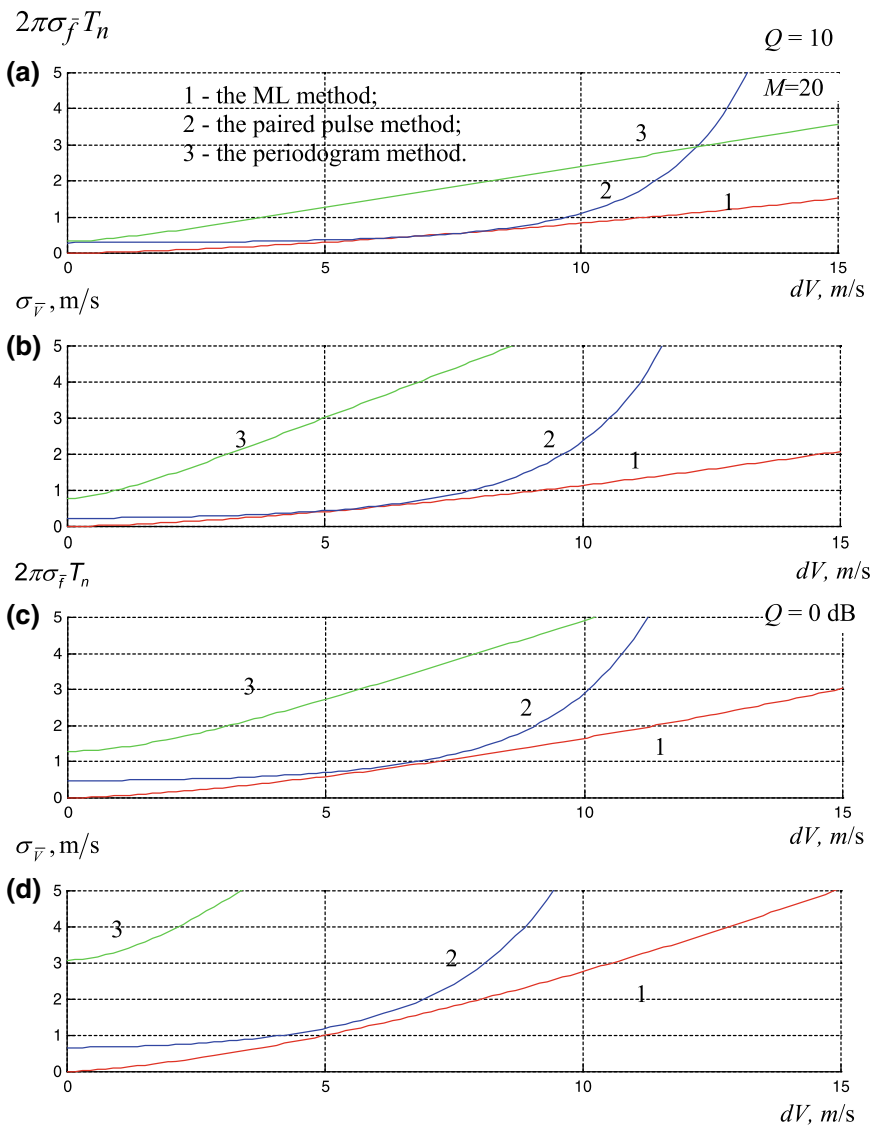 2πσ_f̄ T_n
Q = 10
(a)
M=20
1 - the ML method;
2 - the paired pulse method;
3 - the periodogram method.
5
4
3
2
1
0
3
2
1
0 5 10 15
dV, m/s
σ_V̄, m/s
(b)
5
4
3
2
1
0
3
2
1
0 5 10 15
dV, m/s
2πσ_f̄ T_n
(c)
Q = 0 dB
5
4
3
2
1
0
3
2
1
0 5 10 15
dV, m/s
σ_V̄, m/s
(d)
5
4
3
2
1
0
3
2
1
0 5 10 15
dV, m/s